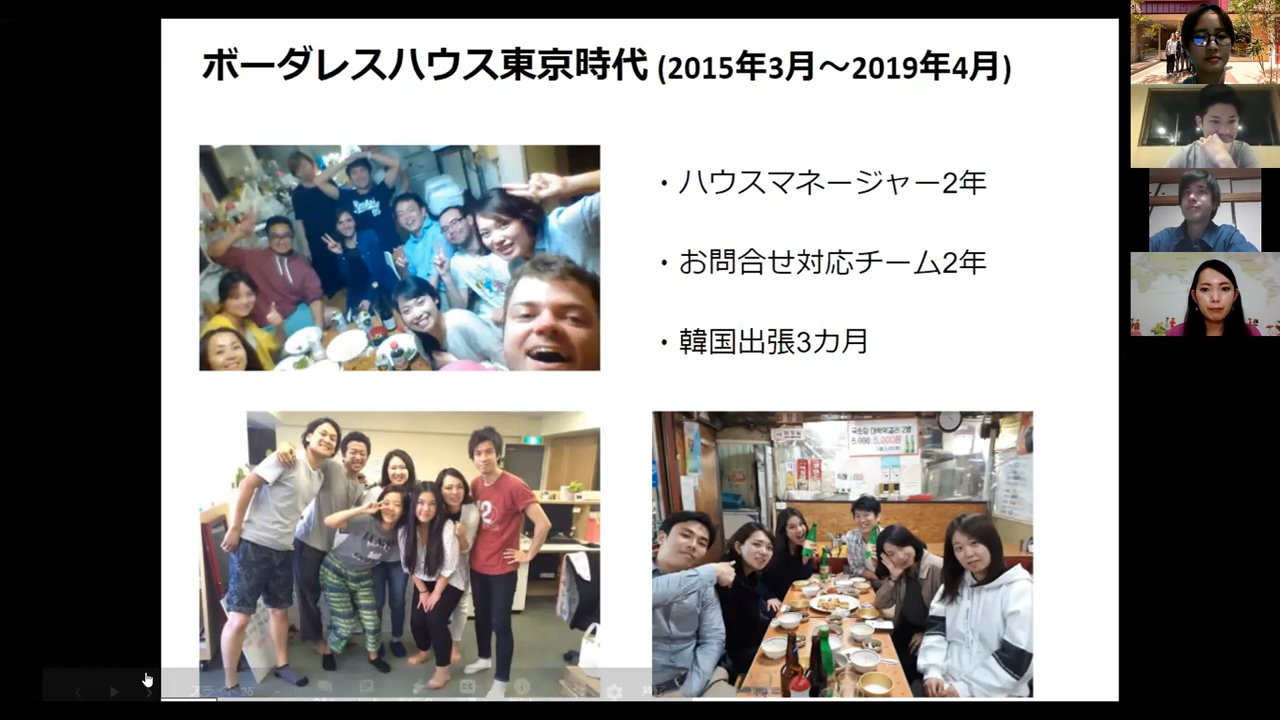 ボーダレスハウス東京時代 (2015年3月～2019年4月)
・ハウスマネージャー2年
・お問合せ対応チーム2年
・韓国出張3カ月